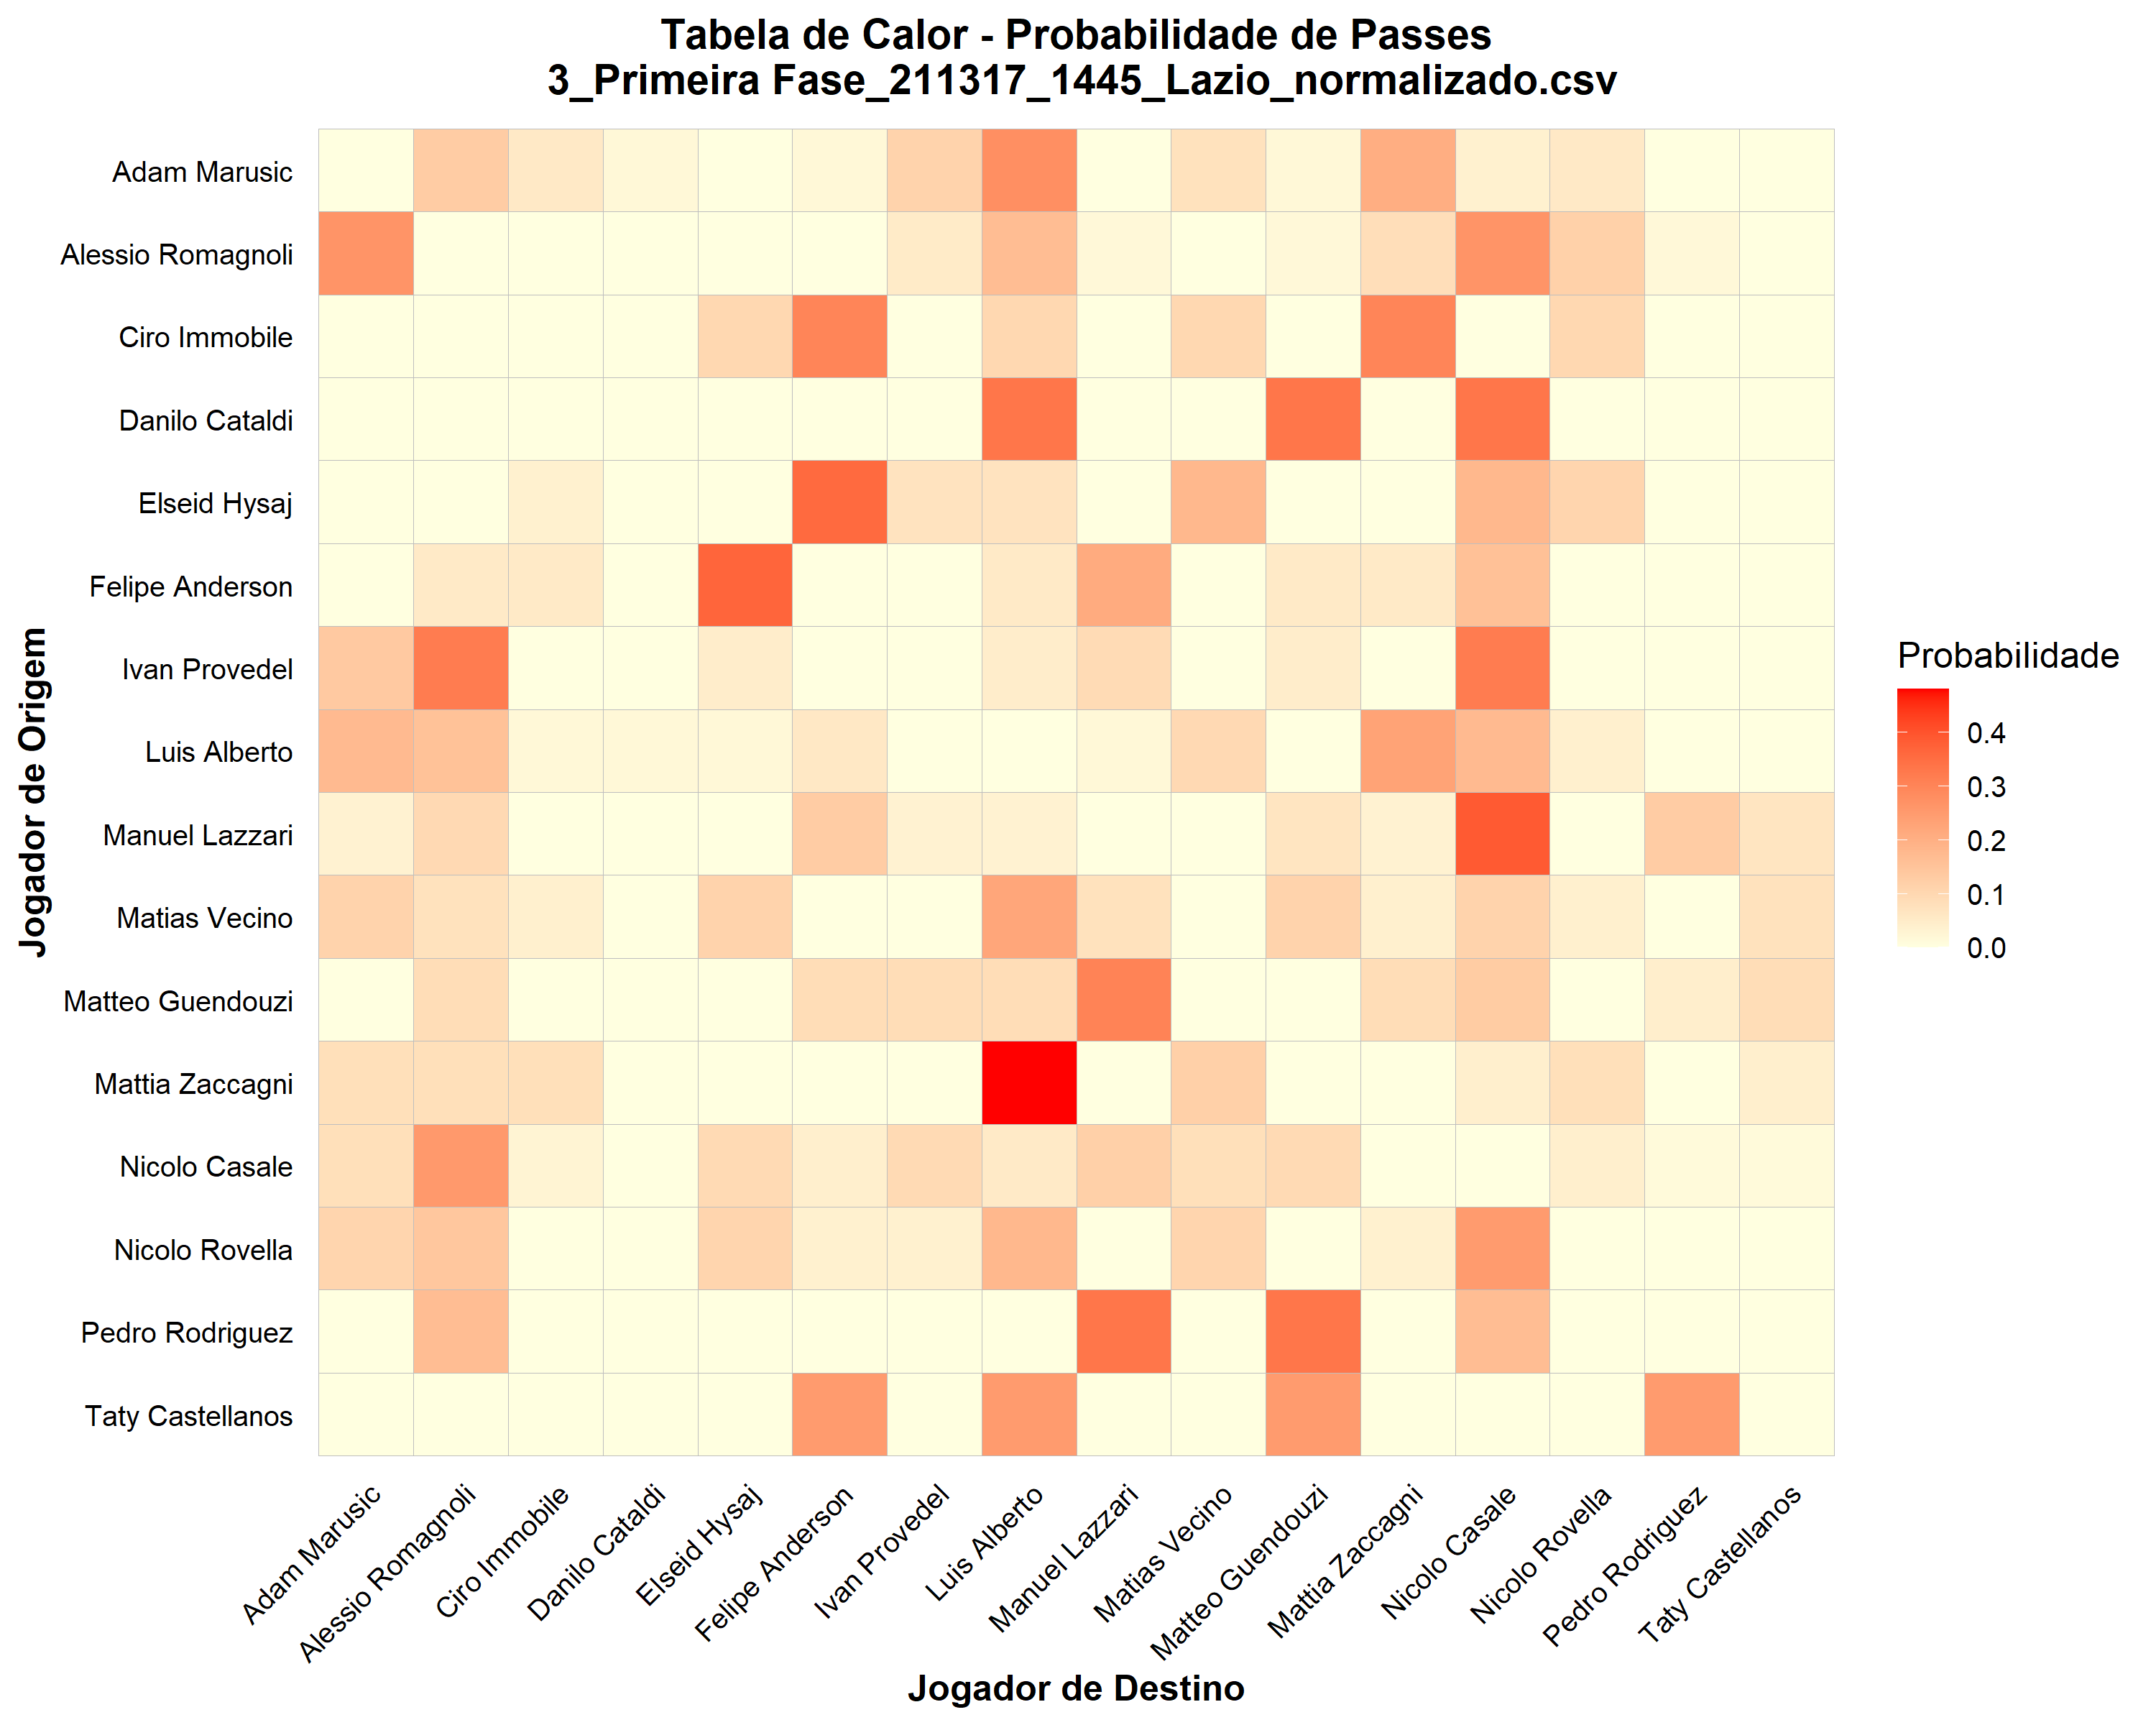 Tabela de Calor - Probabilidade de Passes
3_Primeira Fase_211317_1445_Lazio_normalizado.csv
Jogador de Origem
Adam Marusic
Alessio Romagnoli
Ciro Immobile
Danilo Cataldi
Elseid Hysaj
Felipe Anderson
Ivan Provedel
Luis Alberto
Manuel Lazzari
Matias Vecino
Matteo Guendouzi
Mattia Zaccagni
Nicolo Casale
Nicolo Rovella
Pedro Rodriguez
Taty Castellanos
Adam Marusic
Alessio Romagnoli
Ciro Immobile
Danilo Cataldi
Elseid Hysaj
Felipe Anderson
Ivan Provedel
Luis Alberto
Manuel Lazzari
Matias Vecino
Matteo Guendouzi
Mattia Zaccagni
Nicolo Casale
Nicolo Rovella
Pedro Rodriguez
Taty Castellanos
Jogador de Destino
Probabilidade
0.4
0.3
0.2
0.1
0.0